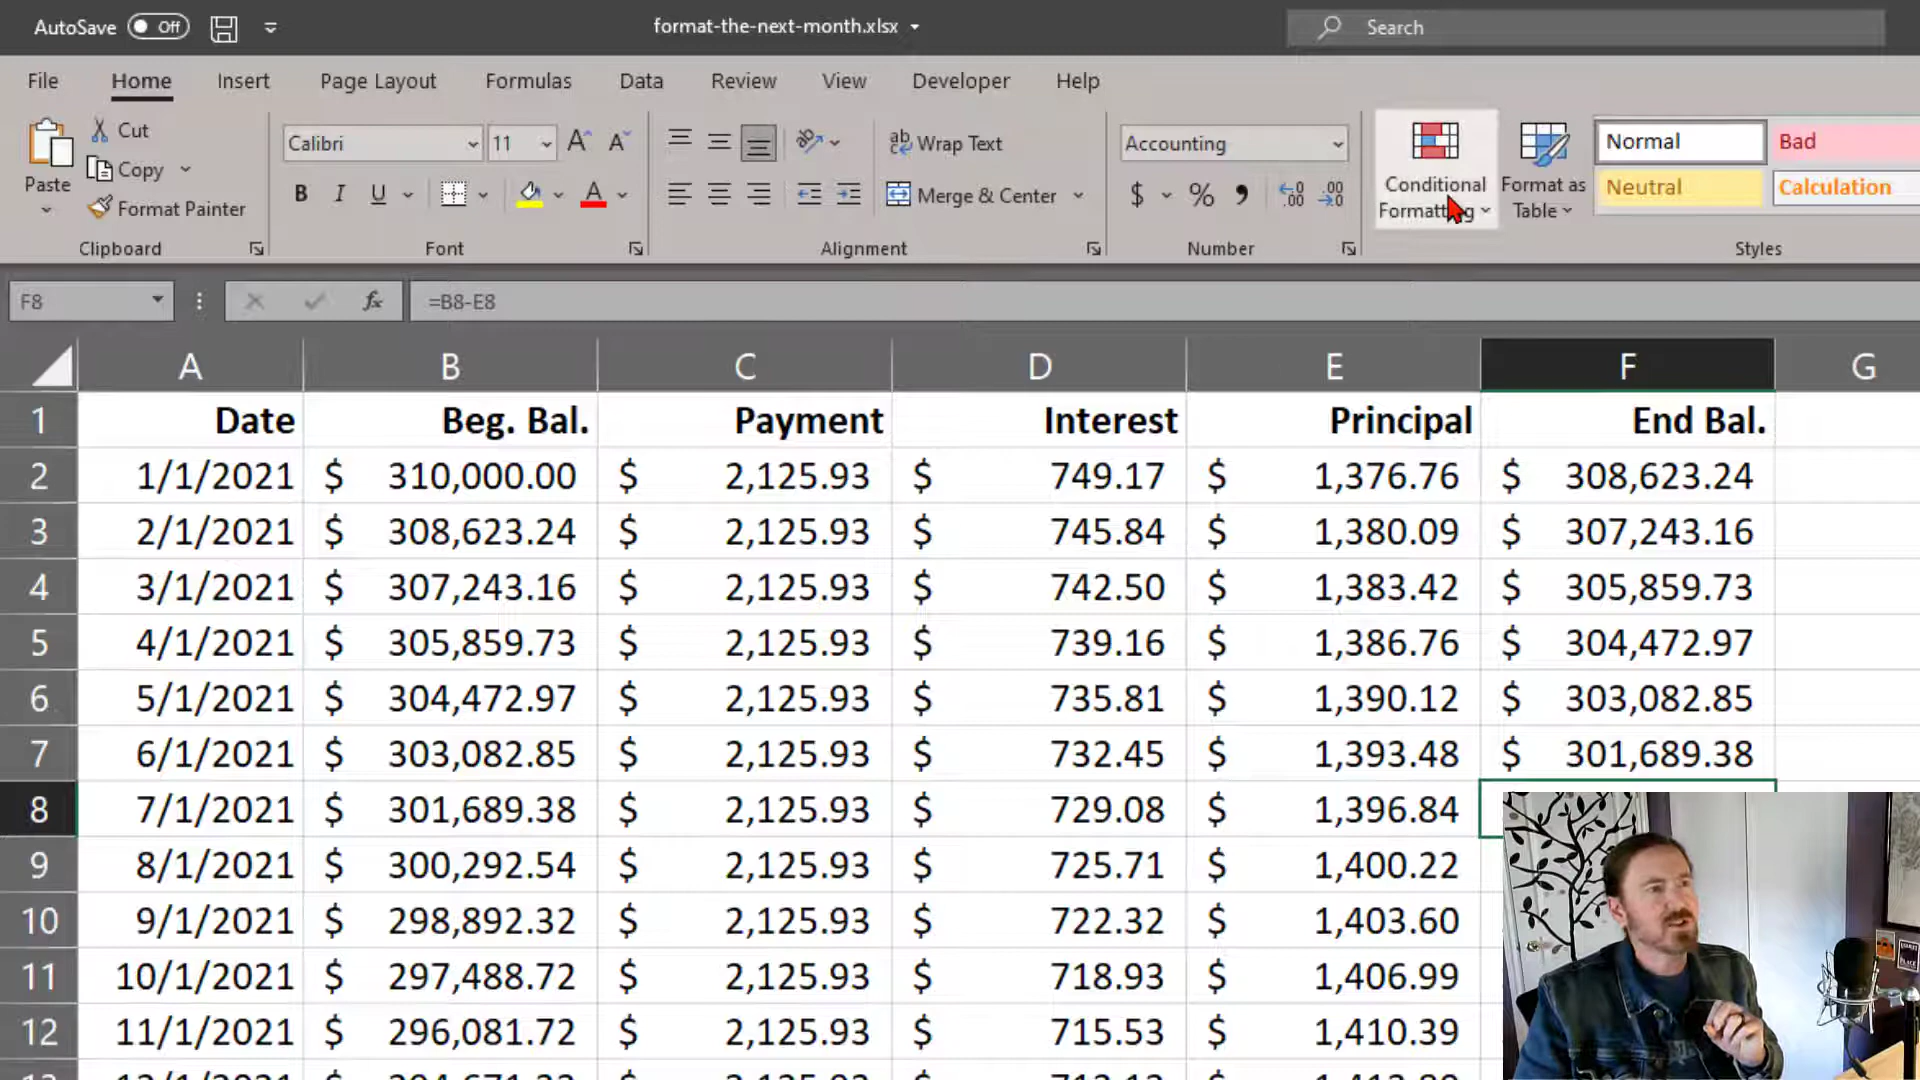 AutoSave Off format-the-next-month.xlsx Search
File Home Insert Page Layout Formulas Data Review View Developer Help
Paste
Cut
Copy
Format Painter
Clipboard
Calibri 11 A A
B I U A
Font
ab Wrap Text
Merge & Center
Alignment
Accounting
$ % , .00 .00
Number
Conditional Formatting
Format as Table
Normal Bad
Neutral Calculation
Styles
F8 fx =B8-E8
A B C D E F G
1 Date Beg. Bal. Payment Interest Principal End Bal.
2 1/1/2021 $ 310,000.00 $ 2,125.93 $ 749.17 $ 1,376.76 $ 308,623.24
3 2/1/2021 $ 308,623.24 $ 2,125.93 $ 745.84 $ 1,380.09 $ 307,243.16
4 3/1/2021 $ 307,243.16 $ 2,125.93 $ 742.50 $ 1,383.42 $ 305,859.73
5 4/1/2021 $ 305,859.73 $ 2,125.93 $ 739.16 $ 1,386.76 $ 304,472.97
6 5/1/2021 $ 304,472.97 $ 2,125.93 $ 735.81 $ 1,390.12 $ 303,082.85
7 6/1/2021 $ 303,082.85 $ 2,125.93 $ 732.45 $ 1,393.48 $ 301,689.38
8 7/1/2021 $ 301,689.38 $ 2,125.93 $ 729.08 $ 1,396.84
9 8/1/2021 $ 300,292.54 $ 2,125.93 $ 725.71 $ 1,400.22
10 9/1/2021 $ 298,892.32 $ 2,125.93 $ 722.32 $ 1,403.60
11 10/1/2021 $ 297,488.72 $ 2,125.93 $ 718.93 $ 1,406.99
12 11/1/2021 $ 296,081.72 $ 2,125.93 $ 715.53 $ 1,410.39